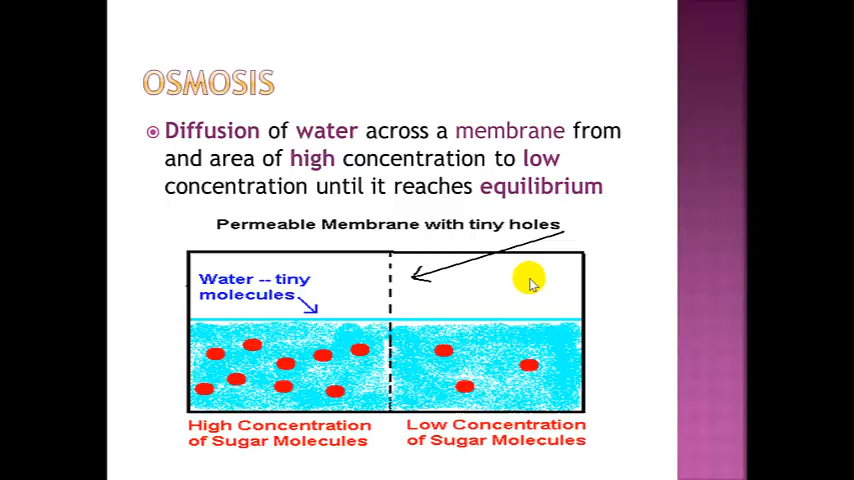 OSMOSIS
Diffusion of water across a membrane from
and area of high concentration to low
concentration until it reaches equilibrium
Permeable Membrane with tiny holes
Water -- tiny
molecules
High Concentration
of Sugar Molecules
Low Concentration
of Sugar Molecules